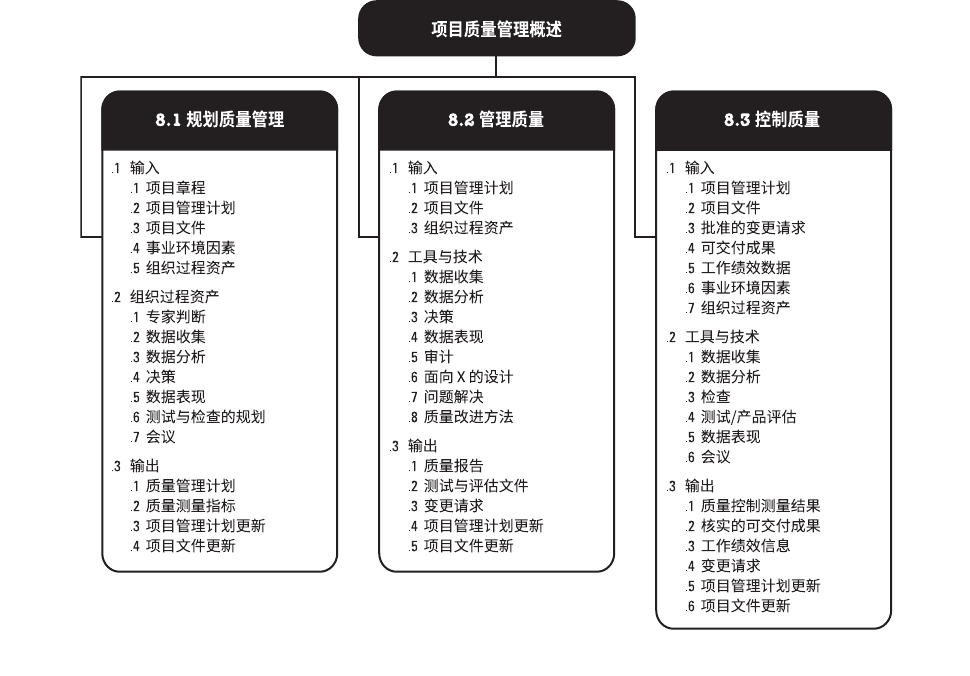 项目质量管理概述
8.1 规划质量管理
.1 输入
.1 项目章程
.2 项目管理计划
.3 项目文件
.4 事业环境因素
.5 组织过程资产
.2 组织过程资产
.1 专家判断
.2 数据收集
.3 数据分析
.4 决策
.5 数据表现
.6 测试与检查的规划
.7 会议
.3 输出
.1 质量管理计划
.2 质量测量指标
.3 项目管理计划更新
.4 项目文件更新
8.2 管理质量
.1 输入
.1 项目管理计划
.2 项目文件
.3 组织过程资产
.2 工具与技术
.1 数据收集
.2 数据分析
.3 决策
.4 数据表现
.5 审计
.6 面向 X 的设计
.7 问题解决
.8 质量改进方法
.3 输出
.1 质量报告
.2 测试与评估文件
.3 变更请求
.4 项目管理计划更新
.5 项目文件更新
8.3 控制质量
.1 输入
.1 项目管理计划
.2 项目文件
.3 批准的变更请求
.4 可交付成果
.5 工作绩效数据
.6 事业环境因素
.7 组织过程资产
.2 工具与技术
.1 数据收集
.2 数据分析
.3 检查
.4 测试/产品评估
.5 数据表现
.6 会议
.3 输出
.1 质量控制测量结果
.2 核实的可交付成果
.3 工作绩效信息
.4 变更请求
.5 项目管理计划更新
.6 项目文件更新